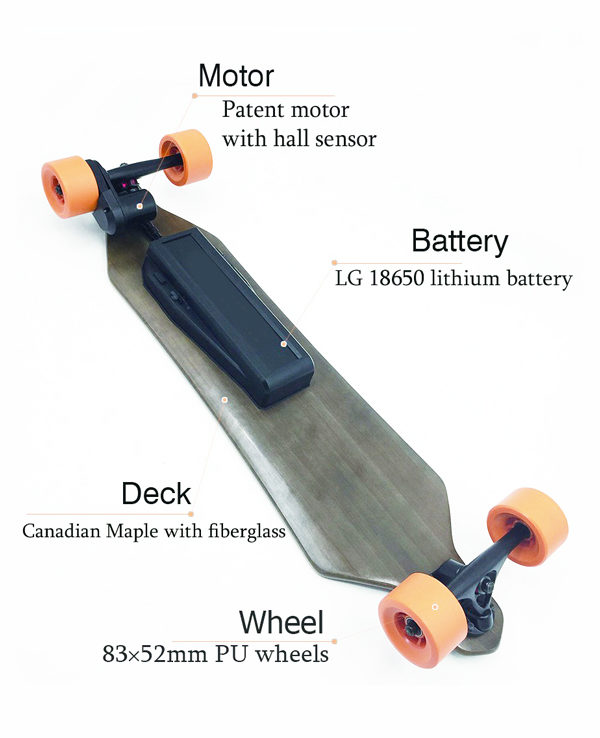 Motor
Patent motor
with hall sensor
Battery
LG 18650 lithium battery
Deck
Canadian Maple with fiberglass
Wheel
83×52mm PU wheels